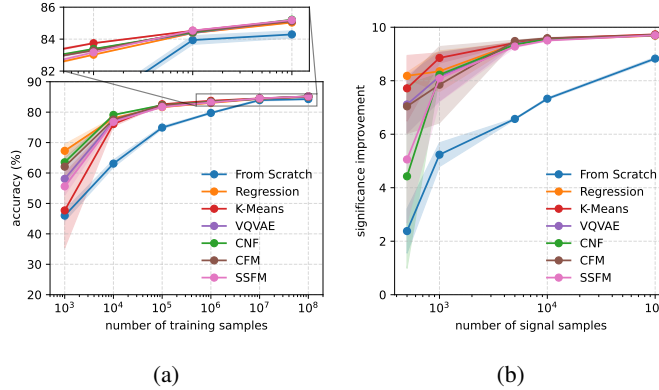 86
84
82
90
80
70
60
50
40
30
20
accuracy (%)
From Scratch
Regression
K-Means
VQVAE
CNF
CFM
SSFM
10³ 10⁴ 10⁵ 10⁶ 10⁷ 10⁸
number of training samples
(a)
10
8
6
4
2
0
significance improvement
From Scratch
Regression
K-Means
VQVAE
CNF
CFM
SSFM
10³ 10⁴ 10⁵
number of signal samples
(b)